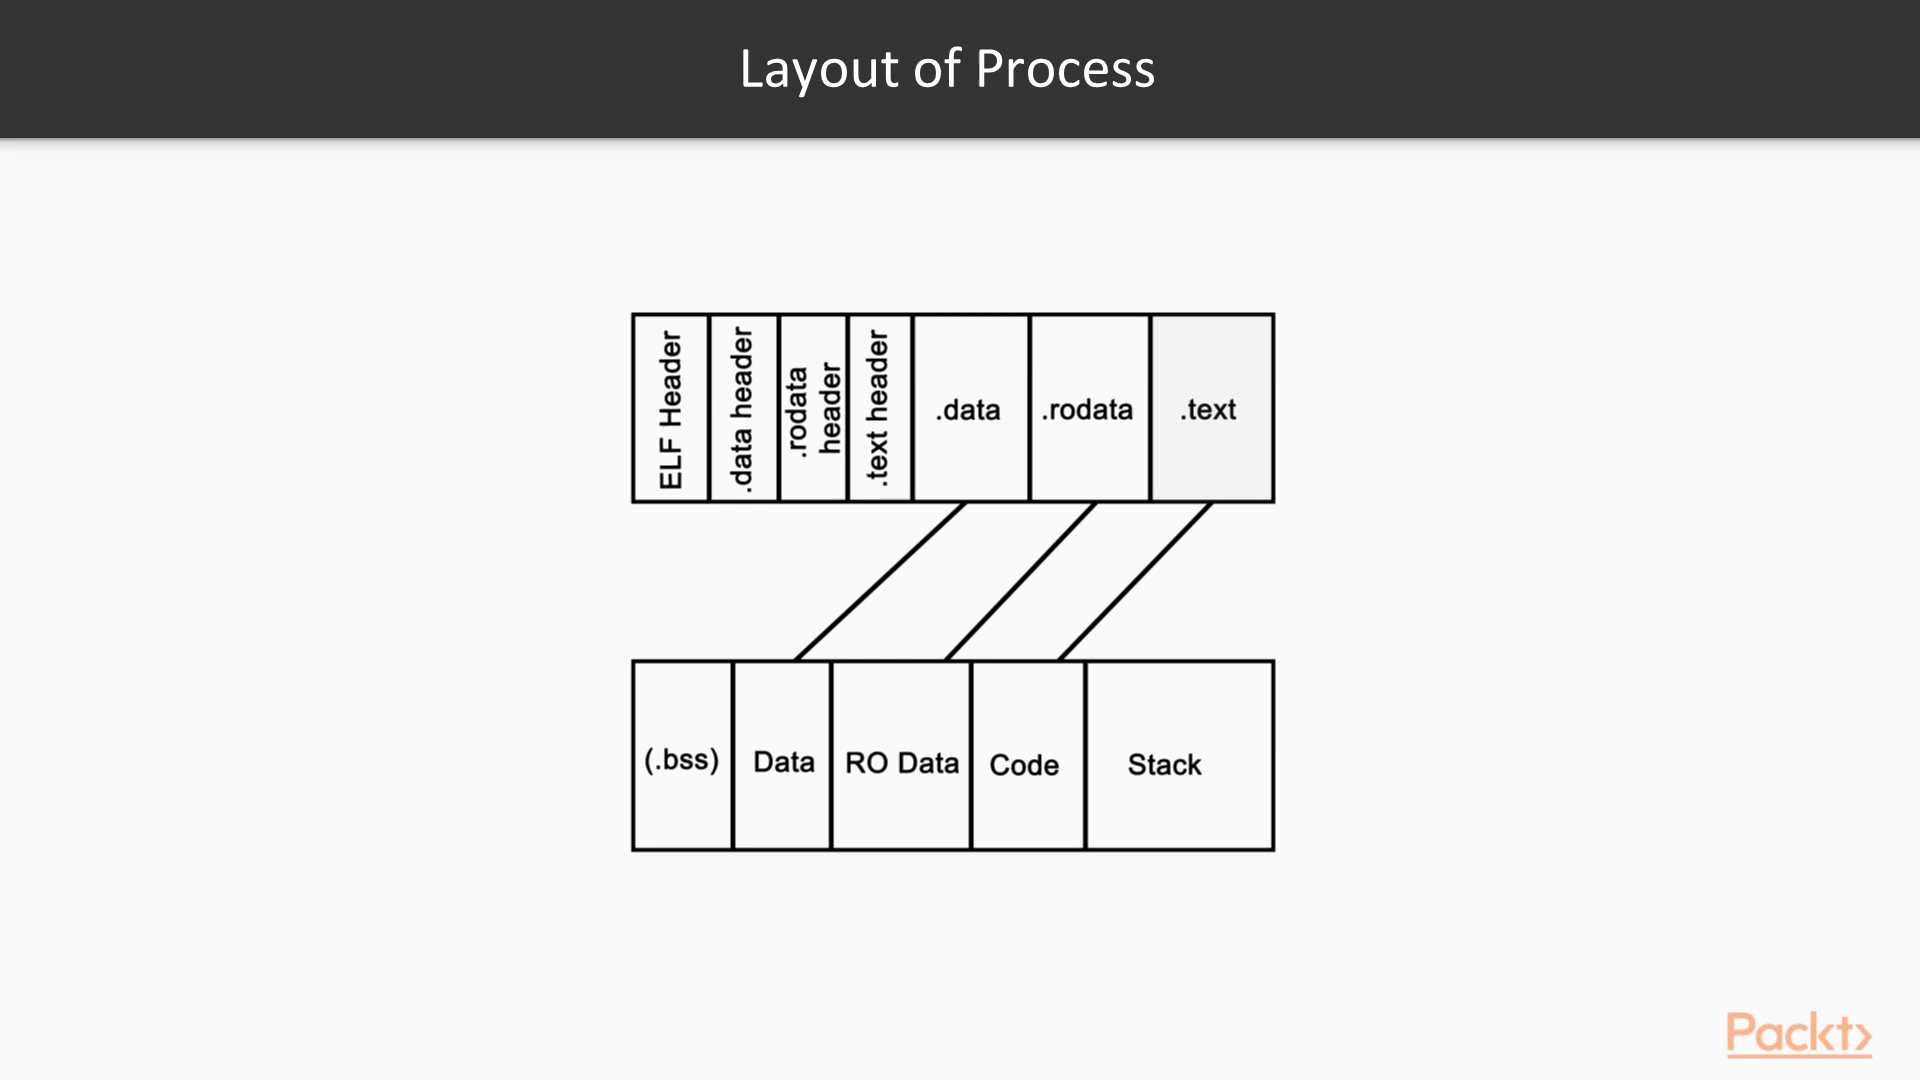 Layout of Process
ELF Header
.data header
.rodata
header
.text header
.data
.rodata
.text
(.bss)
Data
RO Data
Code
Stack
Packt>